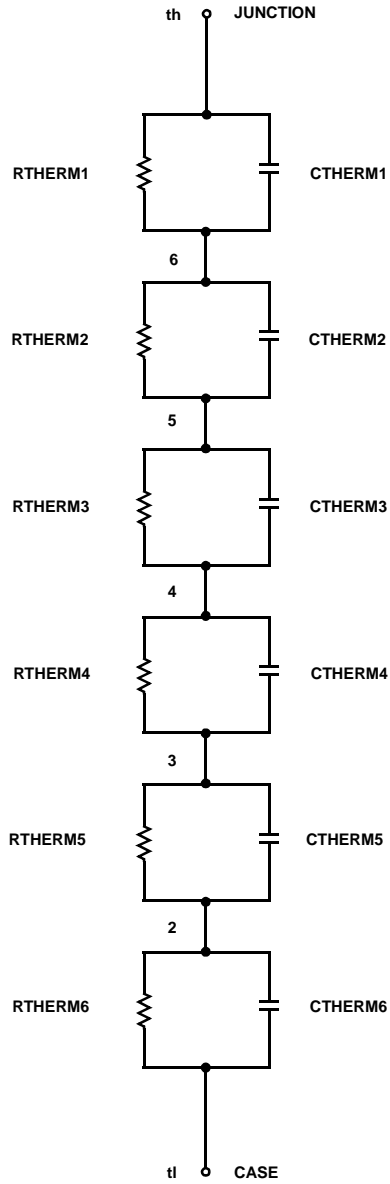 th JUNCTION
RTHERM1 CTHERM1
6
RTHERM2 CTHERM2
5
RTHERM3 CTHERM3
4
RTHERM4 CTHERM4
3
RTHERM5 CTHERM5
2
RTHERM6 CTHERM6
tl CASE